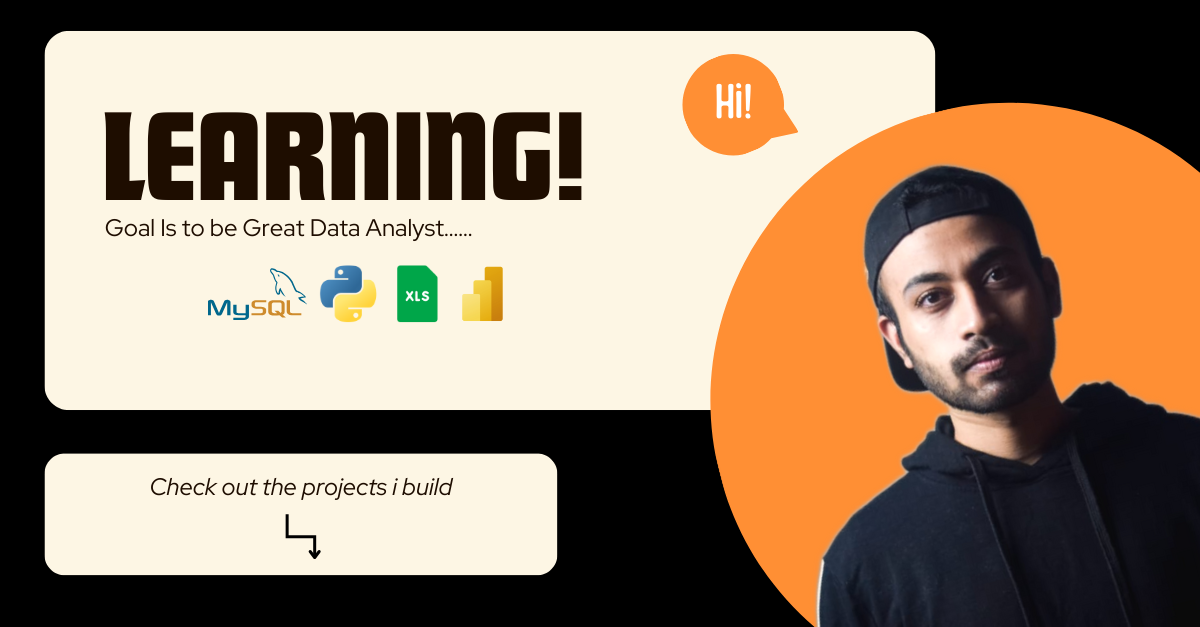 Hi!
LEARNING!
Goal Is to be Great Data Analyst......
MySQL
XLS
Check out the projects i build